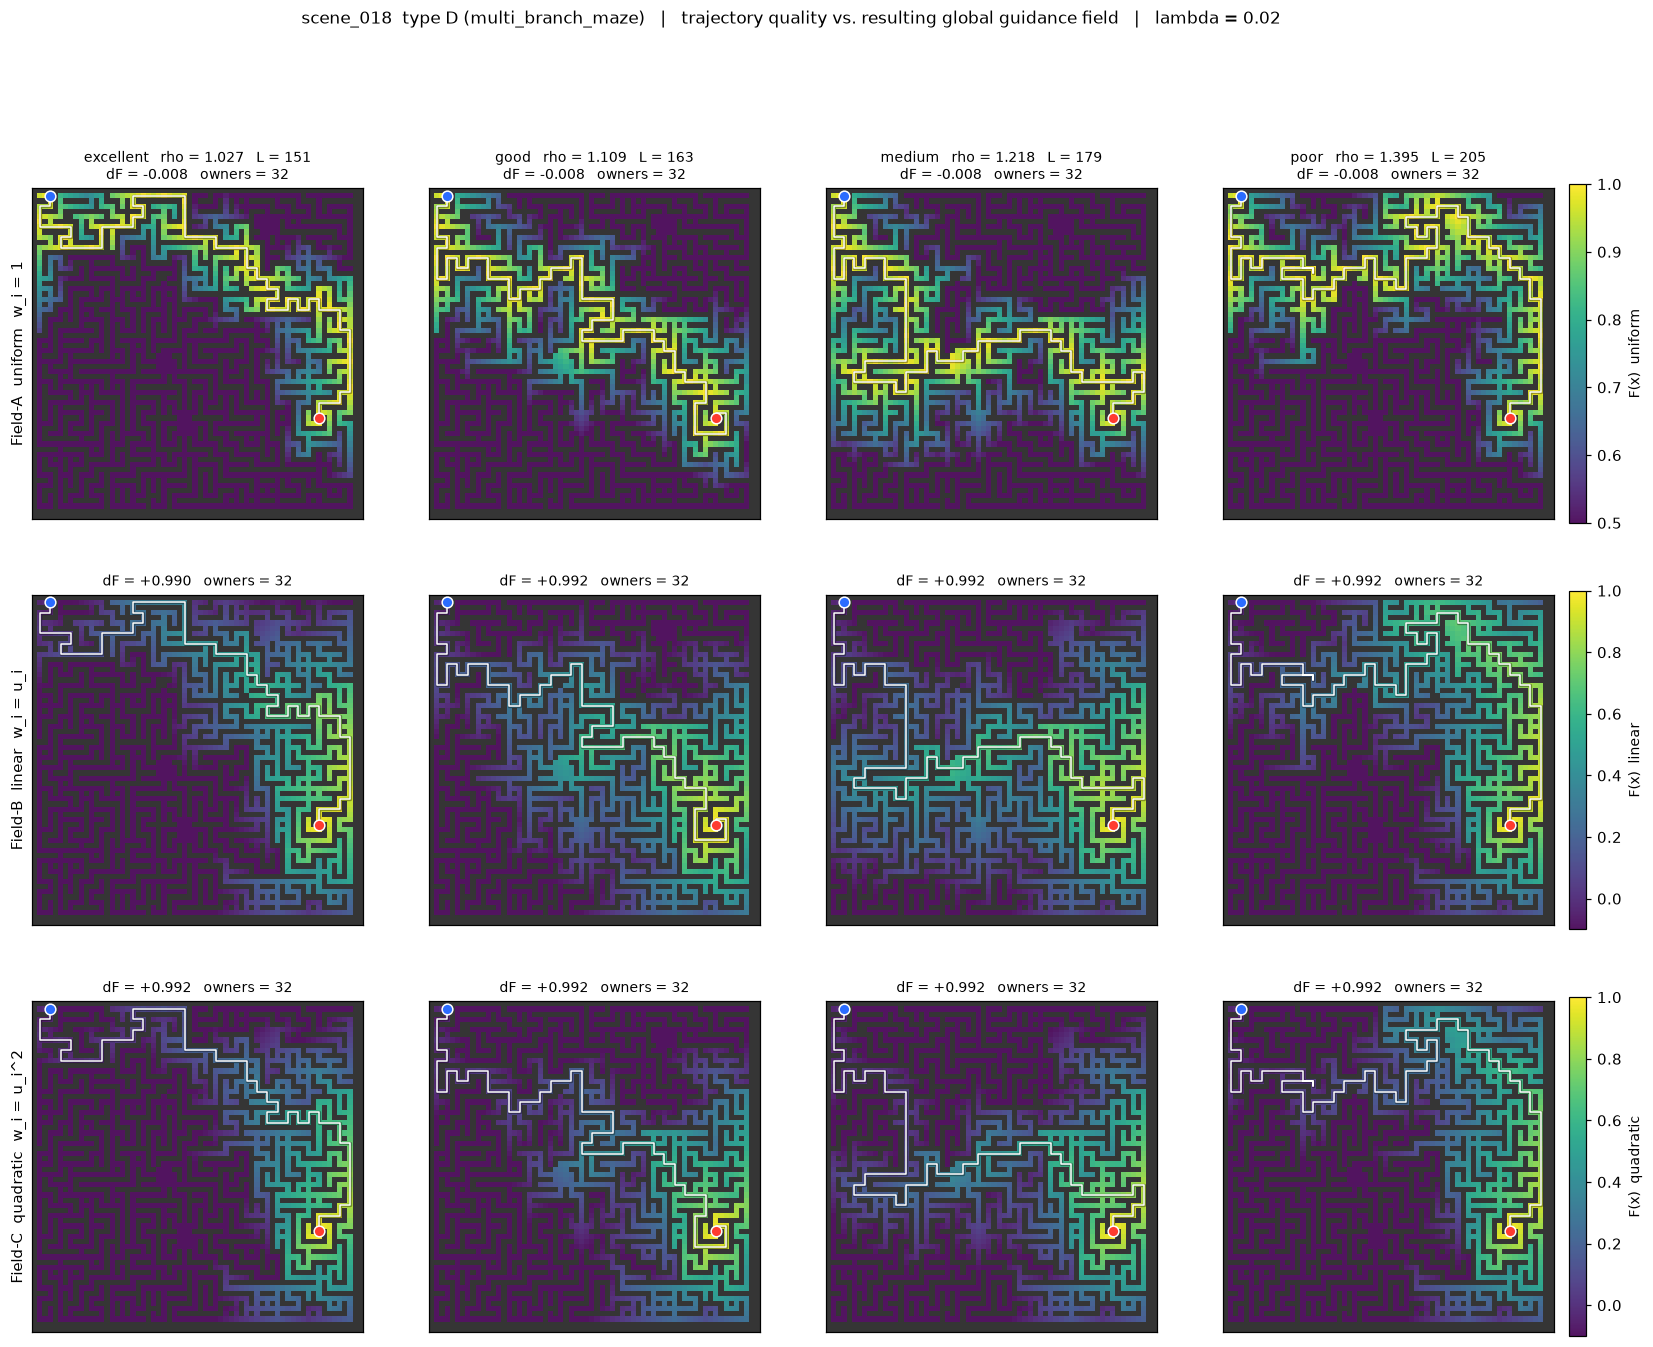 scene_018  type D (multi_branch_maze)   |   trajectory quality vs. resulting global guidance field   |   lambda = 0.02
excellent   rho = 1.027   L = 151
dF = -0.008   owners = 32
good   rho = 1.109   L = 163
dF = -0.008   owners = 32
medium   rho = 1.218   L = 179
dF = -0.008   owners = 32
poor   rho = 1.395   L = 205
dF = -0.008   owners = 32
Field-A  uniform  w_i = 1
1.0
0.9
0.8
0.7
0.6
0.5
F(x)  uniform
dF = +0.990   owners = 32
dF = +0.992   owners = 32
dF = +0.992   owners = 32
dF = +0.992   owners = 32
Field-B  linear  w_i = u_i
1.0
0.8
0.6
0.4
0.2
0.0
F(x)  linear
dF = +0.992   owners = 32
dF = +0.992   owners = 32
dF = +0.992   owners = 32
dF = +0.992   owners = 32
Field-C  quadratic  w_i = u_i^2
1.0
0.8
0.6
0.4
0.2
0.0
F(x)  quadratic